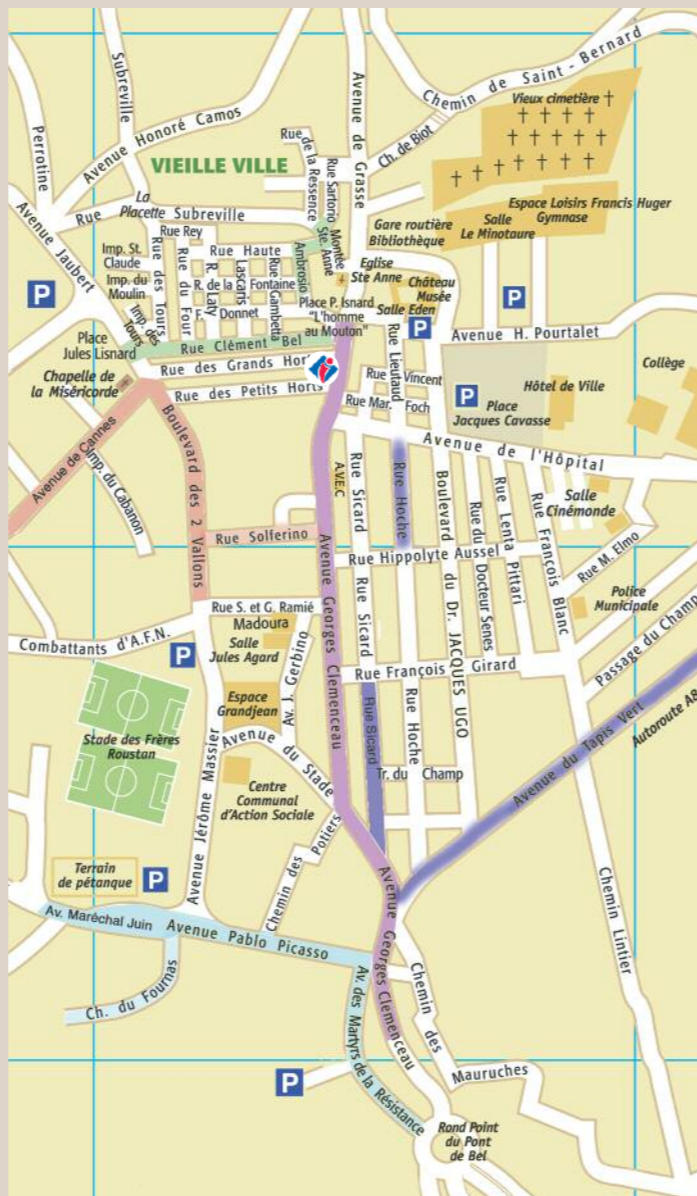 Chemin de Saint - Bernard
Vieux cimetière
Subreville
Avenue de Grasse
Perrotine
Avenue Honoré Camos
Ch. de Biot
VIEILLE VILLE
Rue de la Ressence
Rue Sartorio
Espace Loisirs Francis Huger
Gymnase
Salle
Le Minotaure
Gare routière
Bibliothèque
La
Placette
Rue Subreville
Avenue Jaubert
Rue Rey
Montée
Ste. Anne
Imp. St.
Claude
Imp. du
Moulin
Imp. des
Tours
Rue des Tours
Rue du Four
R. Laty
Rue Haute
Lascaris
R. de la Fontaine
Rue Gambetta
F. Donnet
Ambrosio
Eglise
Ste Anne
Château
Musée
Salle Eden
Place P. Isnard
"L'homme
au Mouton"
P
P
P
P
Avenue H. Pourtalet
Collège
Place
Jules Lisnard
Rue Clément Bel
Rue Lieutaud
Rue des Grands Hor
Rue Vincent
Chapelle de
la Miséricorde
Rue des Petits Horts
Rue Mar. Foch
Place
Jacques Cavasse
Hôtel de Ville
Avenue de l'Hôpital
Avenue de Cannes
Imp. du Cabanon
Boulevard des 2 Vallons
A.V.E.C
Rue Sicard
Rue Hoche
Boulevard du Dr. JACQUES UGO
Rue du Docteur Senes
Rue Lenta Pittari
Rue François Blanc
Salle
Cinémonde
Rue Solferino
Avenue Georges Clemenceau
Rue Hippolyte Aussel
Rue M. Elmo
Police
Municipale
Passage du Champ
Rue S. et G. Ramié
Madoura
Combattants d'A.F.N.
P
Salle
Jules Agard
Av. J. Gerbino
Rue Sicard
Rue François Girard
Autoroute A8
Espace
Grandjean
Stade des Frères
Roustan
Avenue du Stade
Rue Sicard
Rue Hoche
Avenue du Tapis Vert
Avenue Jérôme Massier
Tr. du Champ
Centre
Communal
d'Action Sociale
Chemin des Potiers
Terrain
de pétanque
P
Chemin Lintier
Av. Maréchal Juin
Avenue Pablo Picasso
Avenue Georges Clemenceau
Ch. du Fournas
Av. des Martyrs de la Résistance
Chemin des Mauruches
P
Rond Point
du Pont
de Bel